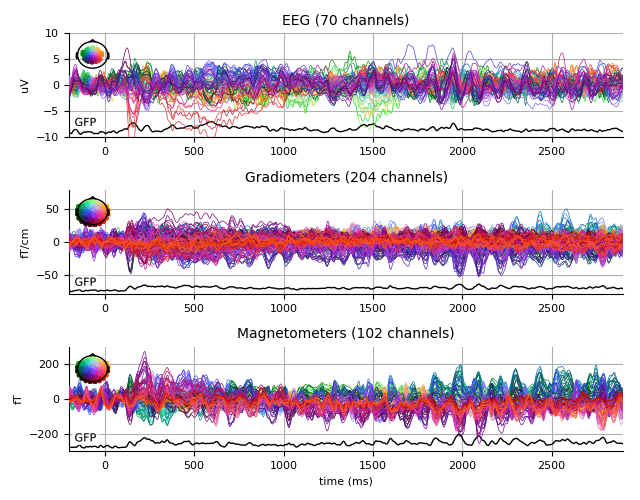 EEG (70 channels)
10
5
0
−5
−10
uV
GFP
0 500 1000 1500 2000 2500
Gradiometers (204 channels)
50
0
−50
fT/cm
GFP
0 500 1000 1500 2000 2500
Magnetometers (102 channels)
200
0
−200
fT
GFP
0 500 1000 1500 2000 2500
time (ms)